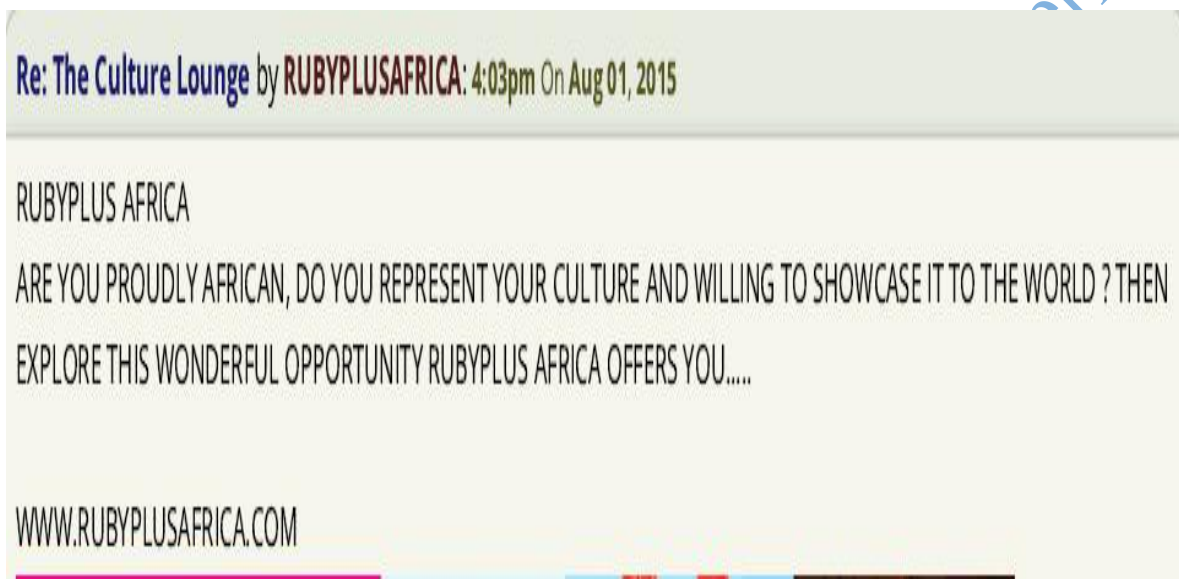 Re: The Culture Lounge by RUBYPLUSAFRICA: 4:03pm On Aug 01, 2015
RUBYPLUS AFRICA
ARE YOU PROUDLY AFRICAN, DO YOU REPRESENT YOUR CULTURE AND WILLING TO SHOWCASE IT TO THE WORLD ? THEN
EXPLORE THIS WONDERFUL OPPORTUNITY RUBYPLUS AFRICA OFFERS YOU.....
WWW.RUBYPLUSAFRICA.COM